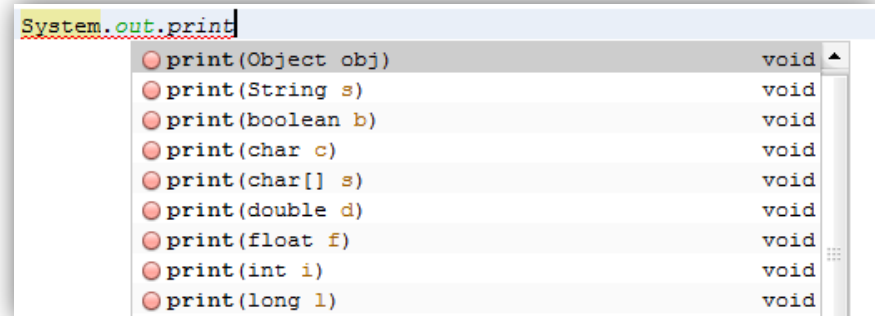 System.out.print
print(Object obj) void
print(String s) void
print(boolean b) void
print(char c) void
print(char[] s) void
print(double d) void
print(float f) void
print(int i) void
print(long l) void